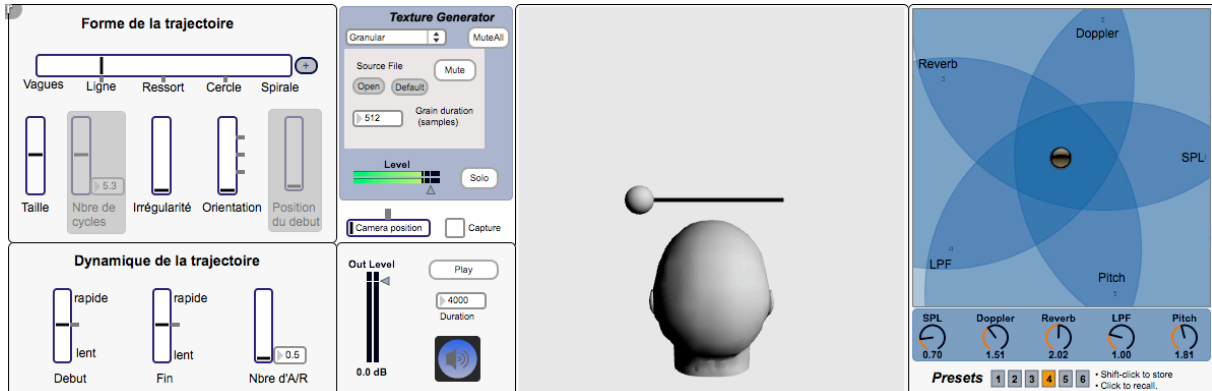 Forme de la trajectoire
Vagues Ligne Ressort Cercle Spirale +
Taille
Nbre de cycles
5.3
Irrégularité
Orientation
Position du debut
Dynamique de la trajectoire
rapide
lent
Debut
rapide
lent
Fin
0.5
Nbre d'A/R
Texture Generator
Granular
MuteAll
Source File
Mute
Open Default
512
Grain duration
(samples)
Level
Solo
Camera position
Capture
Out Level
0.0 dB
Play
4000
Duration
Doppler
3
Reverb
3
SPL
LPF
4
Pitch
3
SPL Doppler Reverb LPF Pitch
0.70 1.51 2.02 1.00 1.81
Presets 1 2 3 4 5 6
• Shift-click to store
• Click to recall.